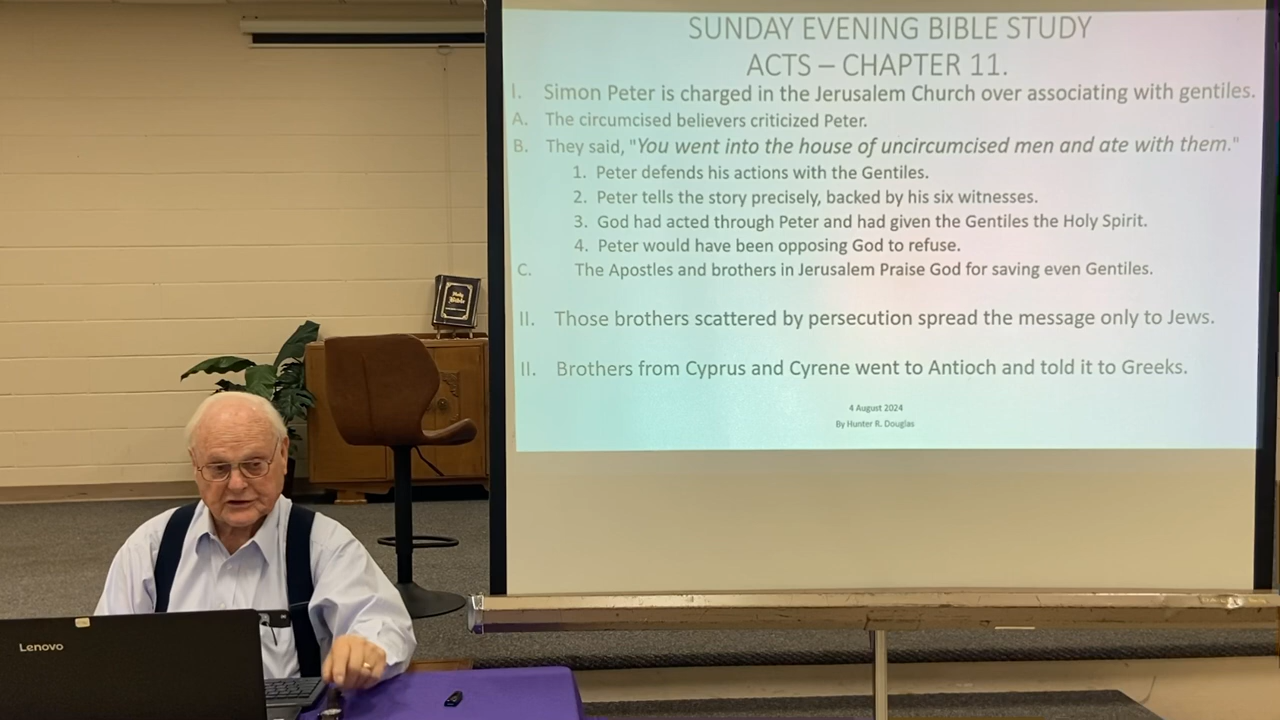 SUNDAY EVENING BIBLE STUDY
ACTS – CHAPTER 11.
I. Simon Peter is charged in the Jerusalem Church over associating with gentiles.
A. The circumcised believers criticized Peter.
B. They said, "You went into the house of uncircumcised men and ate with them."
1. Peter defends his actions with the Gentiles.
2. Peter tells the story precisely, backed by his six witnesses.
3. God had acted through Peter and had given the Gentiles the Holy Spirit.
4. Peter would have been opposing God to refuse.
C. The Apostles and brothers in Jerusalem Praise God for saving even Gentiles.
II. Those brothers scattered by persecution spread the message only to Jews.
II. Brothers from Cyprus and Cyrene went to Antioch and told it to Greeks.
4 August 2024
By Hunter R. Douglas
Holy
Bible
Lenovo